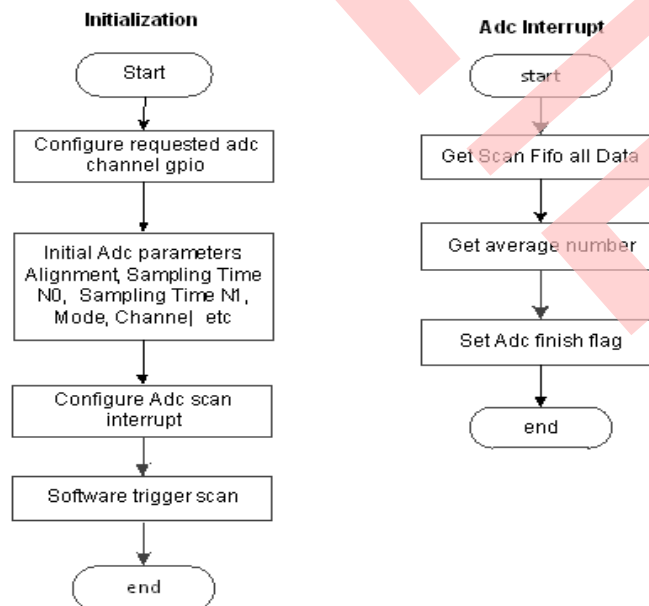 Initialization
Start
Configure requested adc
channel gpio
Initial Adc parameters
Alignment, Sampling Time
N0, Sampling Time N1,
Mode, Channel etc
Configure Adc scan
interrupt
Software trigger scan
end
Adc Interrupt
start
Get Scan Fifo all Data
Get average number
Set Adc finish flag
end